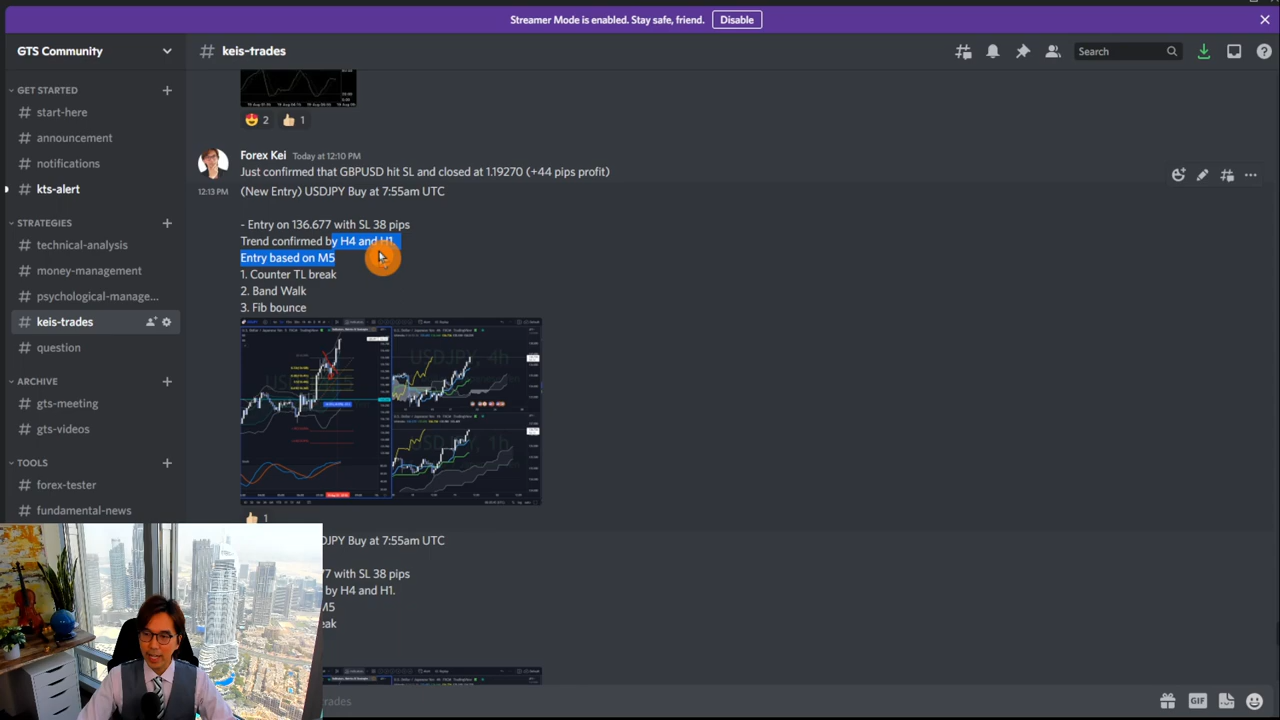 Streamer Mode is enabled. Stay safe, friend. Disable
GTS Community
# keis-trades
Search
GET STARTED
# start-here
# announcement
# notifications
# kts-alert
STRATEGIES
# technical-analysis
# money-management
# psychological-manage...
# keis-trades
# question
ARCHIVE
# gts-meeting
# gts-videos
TOOLS
# forex-tester
# fundamental-news
2
1
Forex Kei Today at 12:10 PM
Just confirmed that GBPUSD hit SL and closed at 1.19270 (+44 pips profit)
12:13 PM (New Entry) USDJPY Buy at 7:55am UTC
- Entry on 136.677 with SL 38 pips
Trend confirmed by H4 and H1.
Entry based on M5
1. Counter TL break
2. Band Walk
3. Fib bounce
USDJPY, 4h
USDJPY, 1h
1
JPY Buy at 7:55am UTC
7 with SL 38 pips
by H4 and H1.
M5
eak
trades
GIF